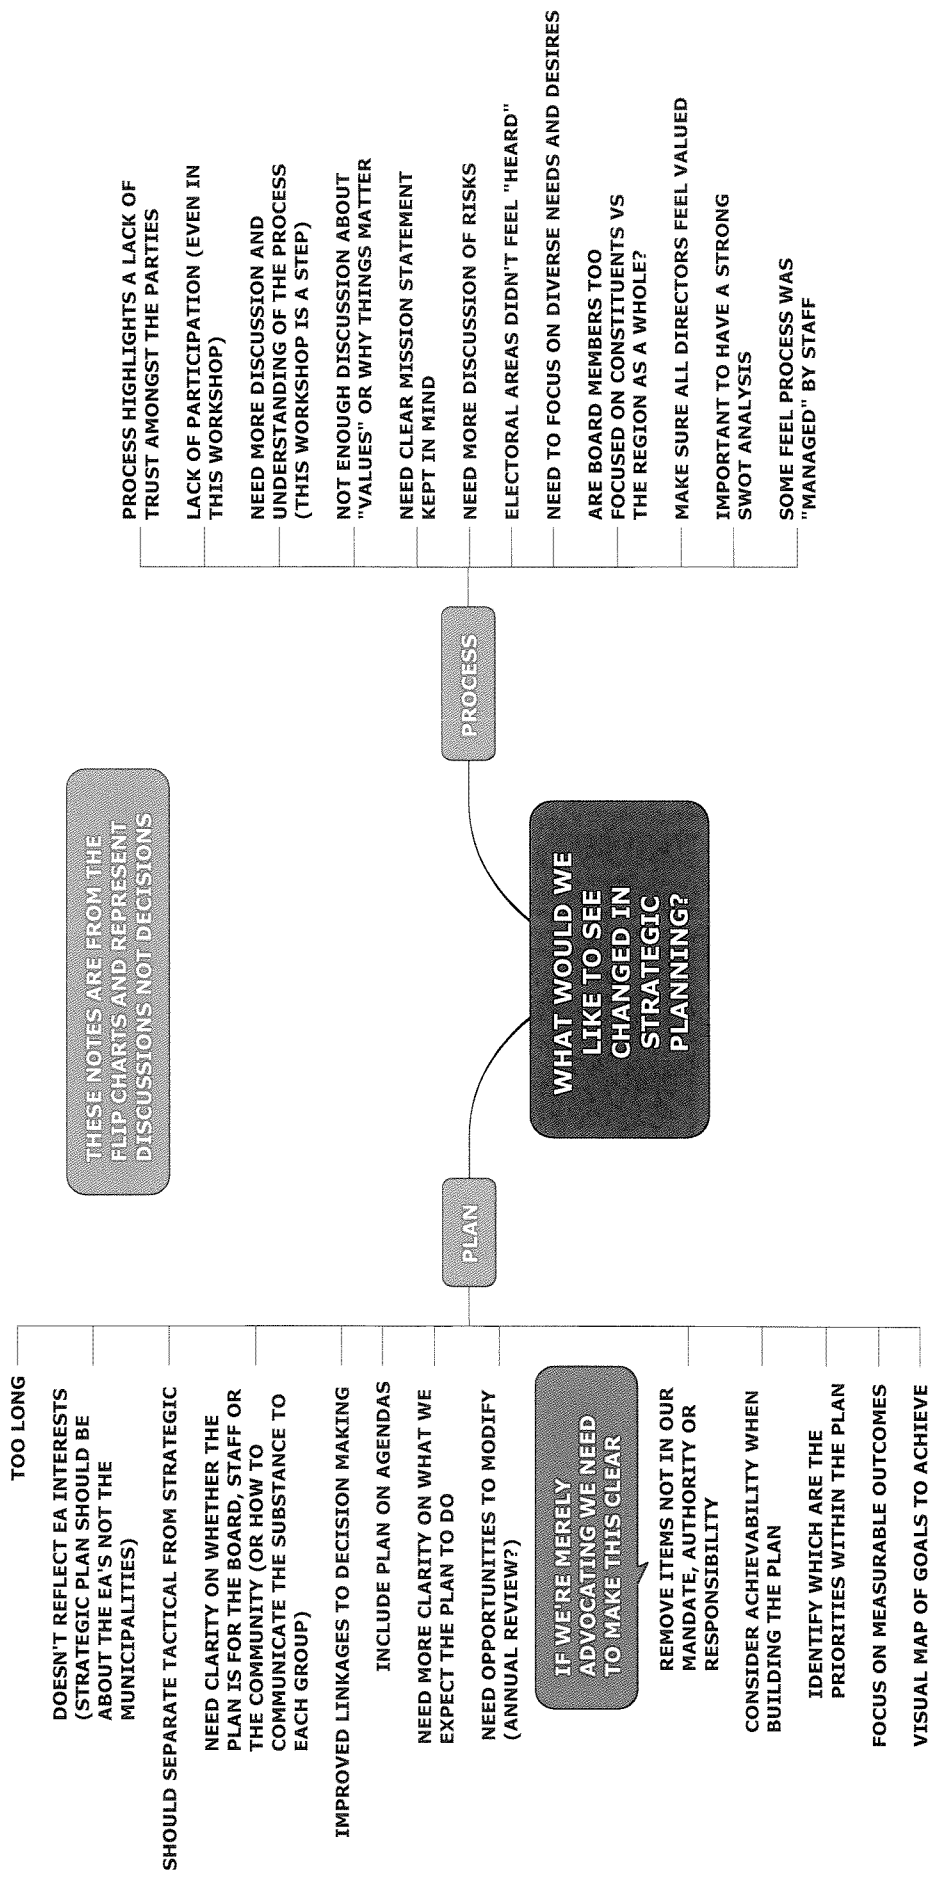 THESE NOTES ARE FROM THE
FLIP CHARTS AND REPRESENT
DISCUSSIONS NOT DECISIONS
WHAT WOULD WE
LIKE TO SEE
CHANGED IN
STRATEGIC
PLANNING?
PLAN
TOO LONG
DOESN'T REFLECT EA INTERESTS
(STRATEGIC PLAN SHOULD BE
ABOUT THE EA'S NOT THE
MUNICIPALITIES)
SHOULD SEPARATE TACTICAL FROM STRATEGIC
NEED CLARITY ON WHETHER THE
PLAN IS FOR THE BOARD, STAFF OR
THE COMMUNITY (OR HOW TO
COMMUNICATE THE SUBSTANCE TO
EACH GROUP)
IMPROVED LINKAGES TO DECISION MAKING
INCLUDE PLAN ON AGENDAS
NEED MORE CLARITY ON WHAT WE
EXPECT THE PLAN TO DO
NEED OPPORTUNITIES TO MODIFY
(ANNUAL REVIEW?)
IF WE'RE MERELY
ADVOCATING WE NEED
TO MAKE THIS CLEAR
REMOVE ITEMS NOT IN OUR
MANDATE, AUTHORITY OR
RESPONSIBILITY
CONSIDER ACHIEVABILITY WHEN
BUILDING THE PLAN
IDENTIFY WHICH ARE THE
PRIORITIES WITHIN THE PLAN
FOCUS ON MEASURABLE OUTCOMES
VISUAL MAP OF GOALS TO ACHIEVE
PROCESS
PROCESS HIGHLIGHTS A LACK OF
TRUST AMONGST THE PARTIES
LACK OF PARTICIPATION (EVEN IN
THIS WORKSHOP)
NEED MORE DISCUSSION AND
UNDERSTANDING OF THE PROCESS
(THIS WORKSHOP IS A STEP)
NOT ENOUGH DISCUSSION ABOUT
"VALUES" OR WHY THINGS MATTER
NEED CLEAR MISSION STATEMENT
KEPT IN MIND
NEED MORE DISCUSSION OF RISKS
ELECTORAL AREAS DIDN'T FEEL "HEARD"
NEED TO FOCUS ON DIVERSE NEEDS AND DESIRES
ARE BOARD MEMBERS TOO
FOCUSED ON CONSTITUENTS VS
THE REGION AS A WHOLE?
MAKE SURE ALL DIRECTORS FEEL VALUED
IMPORTANT TO HAVE A STRONG
SWOT ANALYSIS
SOME FEEL PROCESS WAS
"MANAGED" BY STAFF